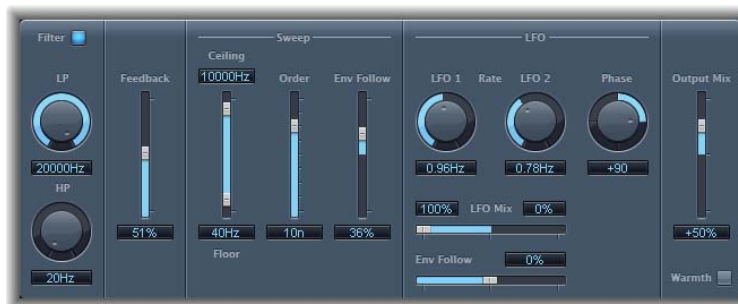 Filter
LP
20000Hz
HP
20Hz
Feedback
51%
Sweep
Ceiling
10000Hz
Order
Env Follow
40Hz
10n
36%
Floor
LFO
LFO 1
Rate
LFO 2
Phase
0.96Hz
0.78Hz
+90
100%
LFO Mix
0%
Env Follow
0%
Output Mix
+50%
Warmth